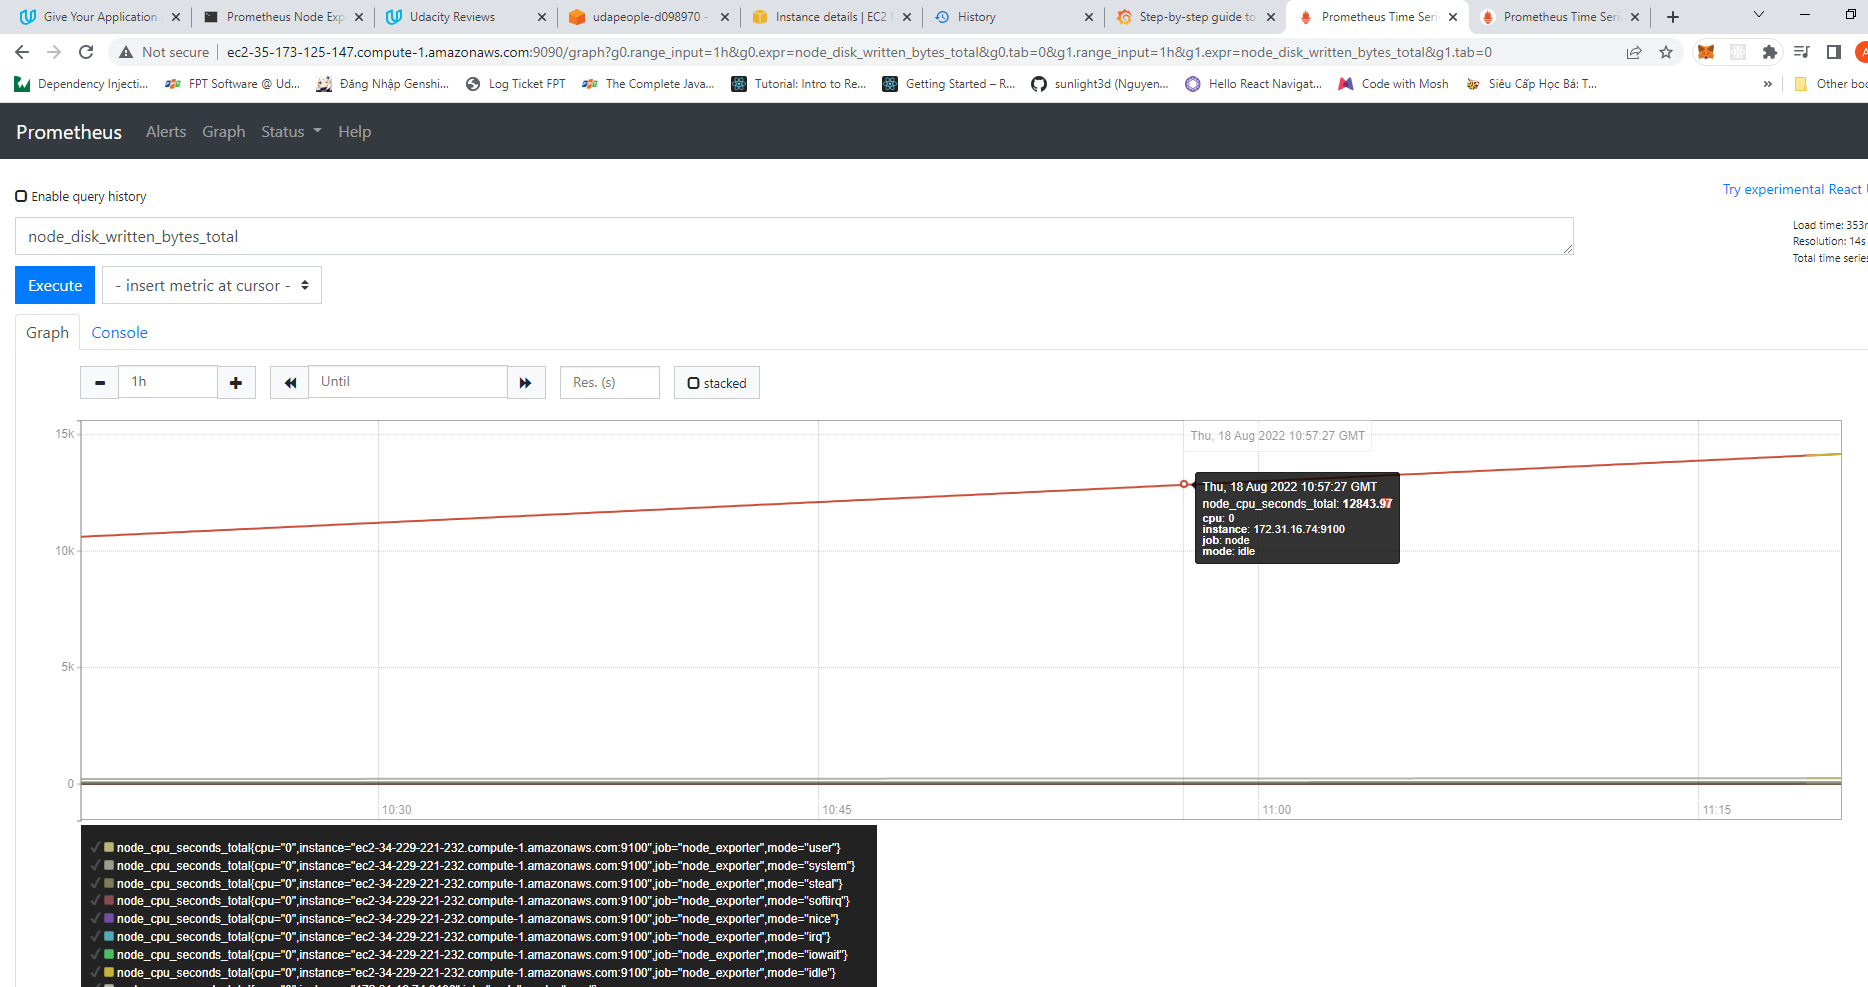 Give Your Application
Prometheus Node Exp
Udacity Reviews
udapeople-d098970 -
Instance details | EC2
History
Step-by-step guide to
Prometheus Time Seri
Prometheus Time Seri
Not secure
ec2-35-173-125-147.compute-1.amazonaws.com:9090/graph?g0.range_input=1h&g0.expr=node_disk_written_bytes_total&g0.tab=0&g1.range_input=1h&g1.expr=node_disk_written_bytes_total&g1.tab=0
Dependency Injecti...
FPT Software @ Ud...
Đăng Nhập Genshi...
Log Ticket FPT
The Complete Java...
Tutorial: Intro to Re...
Getting Started – R...
sunlight3d (Nguyen...
Hello React Navigat...
Code with Mosh
Siêu Cấp Học Bá: T...
»
Other boo
Prometheus Alerts Graph Status Help
Enable query history
Try experimental React
node_disk_written_bytes_total
Load time: 353m
Resolution: 14s
Total time series
Execute
- insert metric at cursor -
Graph Console
1h
Until
Res. (s)
stacked
15k
10k
5k
0
Thu, 18 Aug 2022 10:57:27 GMT
Thu, 18 Aug 2022 10:57:27 GMT
node_cpu_seconds_total: 12843.97
cpu: 0
instance: 172.31.16.74:9100
job: node
mode: idle
10:30
10:45
11:00
11:15
node_cpu_seconds_total{cpu="0",instance="ec2-34-229-221-232.compute-1.amazonaws.com:9100",job="node_exporter",mode="user"}
node_cpu_seconds_total{cpu="0",instance="ec2-34-229-221-232.compute-1.amazonaws.com:9100",job="node_exporter",mode="system"}
node_cpu_seconds_total{cpu="0",instance="ec2-34-229-221-232.compute-1.amazonaws.com:9100",job="node_exporter",mode="steal"}
node_cpu_seconds_total{cpu="0",instance="ec2-34-229-221-232.compute-1.amazonaws.com:9100",job="node_exporter",mode="softirq"}
node_cpu_seconds_total{cpu="0",instance="ec2-34-229-221-232.compute-1.amazonaws.com:9100",job="node_exporter",mode="nice"}
node_cpu_seconds_total{cpu="0",instance="ec2-34-229-221-232.compute-1.amazonaws.com:9100",job="node_exporter",mode="irq"}
node_cpu_seconds_total{cpu="0",instance="ec2-34-229-221-232.compute-1.amazonaws.com:9100",job="node_exporter",mode="iowait"}
node_cpu_seconds_total{cpu="0",instance="ec2-34-229-221-232.compute-1.amazonaws.com:9100",job="node_exporter",mode="idle"}